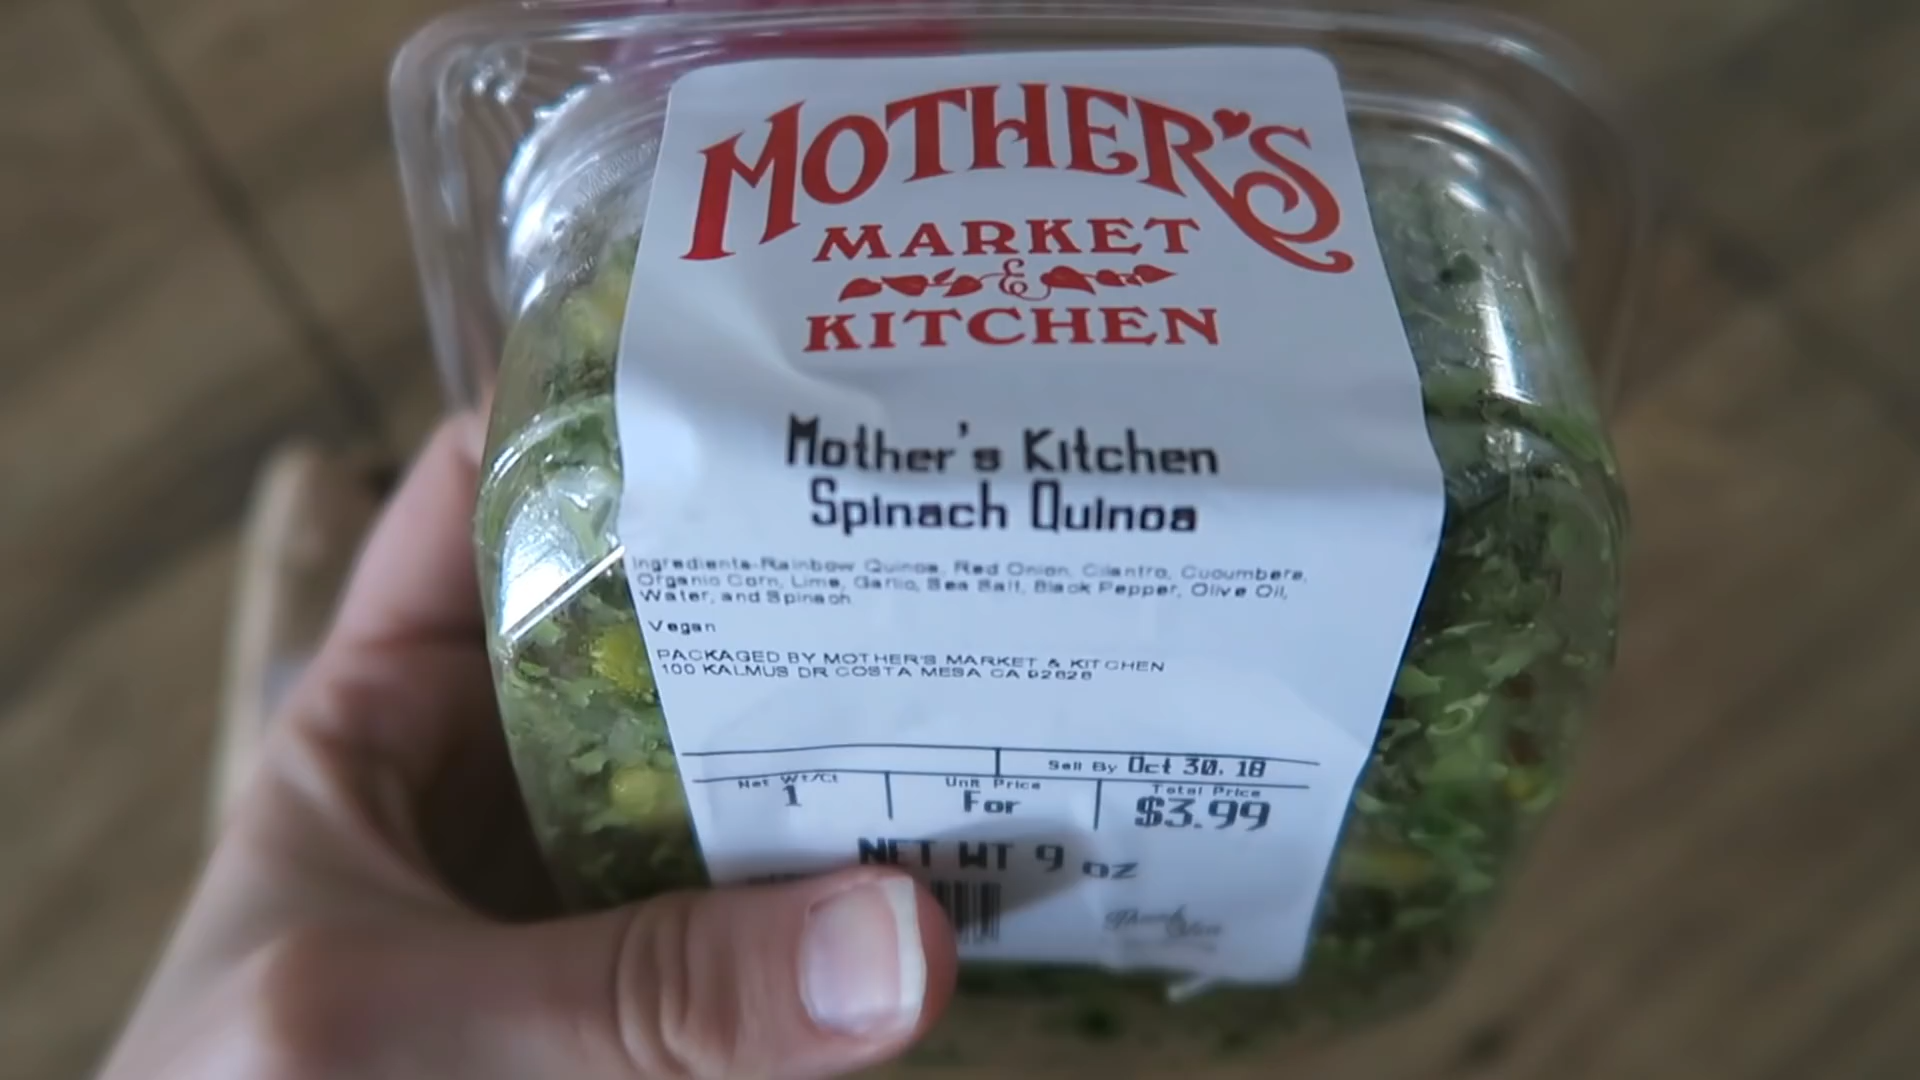 MOTHER'S
MARKET
&
KITCHEN
Mother's Kitchen
Spinach Quinoa
Ingredients-Rainbow Quinoa, Red Onion, Cilantro, Cucumbers,
Organic Corn, Lime, Garlic, Sea Salt, Black Pepper, Olive Oil,
Water, and Spinach
Vegan
PACKAGED BY MOTHER'S MARKET & KITCHEN
100 KALMUS DR COSTA MESA CA 92626
Sell By Oct 30, 18
Net Wt/Ct Unit Price Total Price
1 For $3.99
NET WT 9 oz
Thank